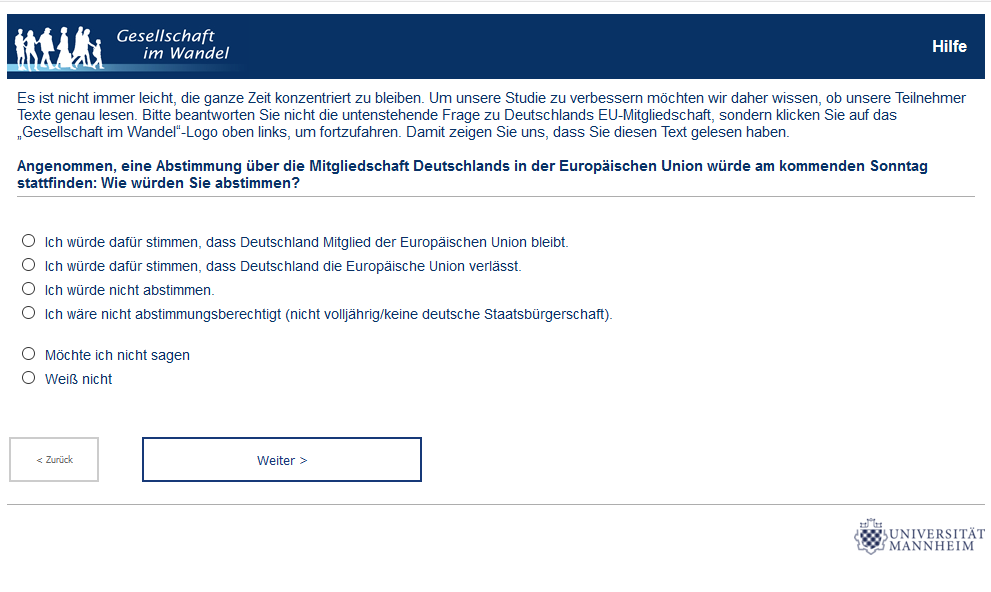 Gesellschaft
im Wandel
Hilfe
Es ist nicht immer leicht, die ganze Zeit konzentriert zu bleiben. Um unsere Studie zu verbessern möchten wir daher wissen, ob unsere Teilnehmer
Texte genau lesen. Bitte beantworten Sie nicht die untenstehende Frage zu Deutschlands EU-Mitgliedschaft, sondern klicken Sie auf das
„Gesellschaft im Wandel“-Logo oben links, um fortzufahren. Damit zeigen Sie uns, dass Sie diesen Text gelesen haben.
Angenommen, eine Abstimmung über die Mitgliedschaft Deutschlands in der Europäischen Union würde am kommenden Sonntag
stattfinden: Wie würden Sie abstimmen?
Ich würde dafür stimmen, dass Deutschland Mitglied der Europäischen Union bleibt.
Ich würde dafür stimmen, dass Deutschland die Europäische Union verlässt.
Ich würde nicht abstimmen.
Ich wäre nicht abstimmungsberechtigt (nicht volljährig/keine deutsche Staatsbürgerschaft).
Möchte ich nicht sagen
Weiß nicht
< Zurück
Weiter >
UNIVERSITÄT
MANNHEIM